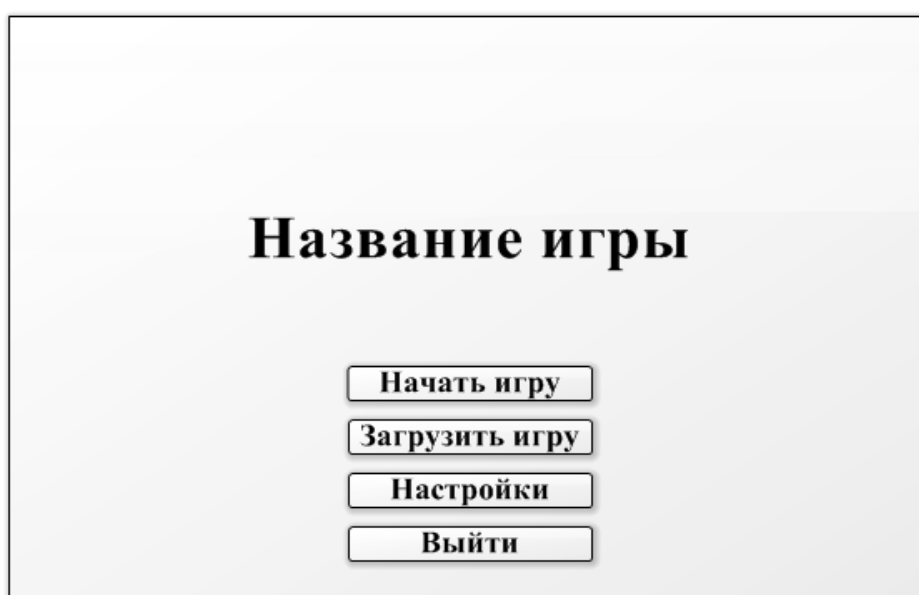 Название игры
Начать игру
Загрузить игру
Настройки
Выйти